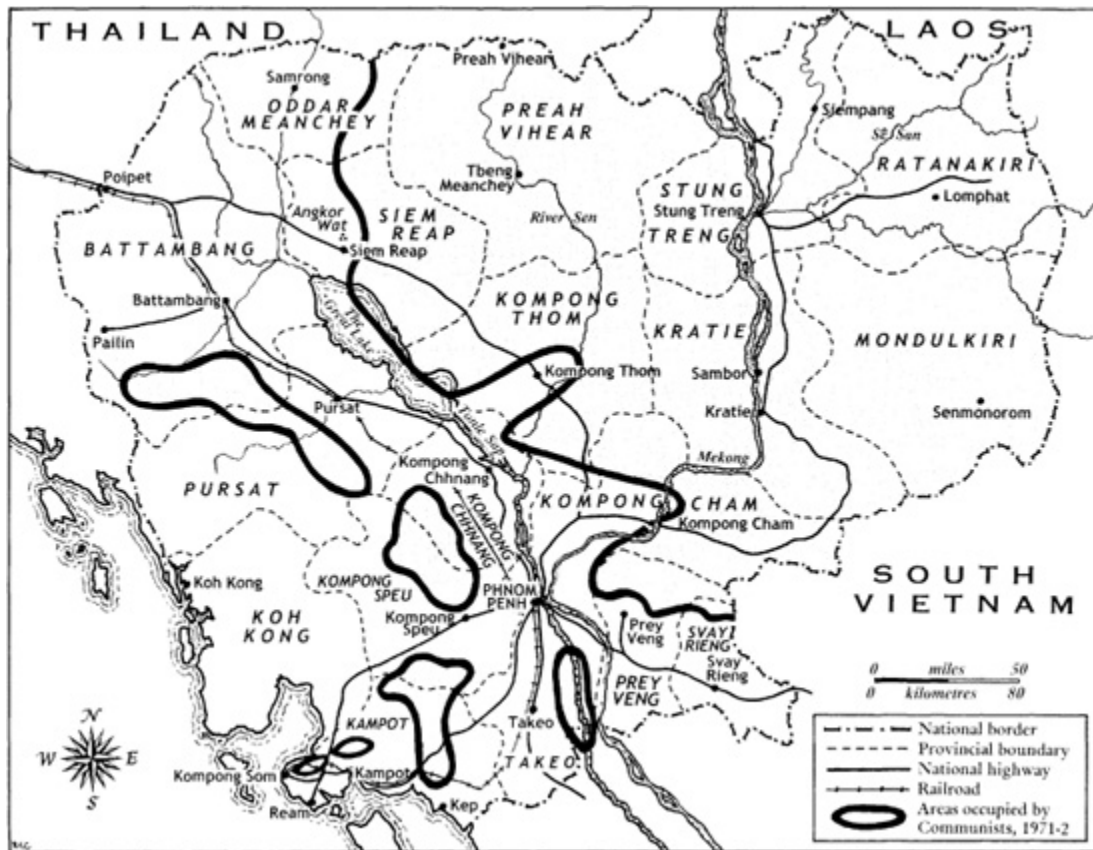 THAILAND
LAOS
Samrong
Preah Vihear
ODDAR
MEANCHEY
PREAH
VIHEAR
Siempang
Se San
RATANAKIRI
Poipet
Tbeng
Meanchey
STUNG
Stung Treng
TRENG
Lomphat
Angkor
Wat
SIEM
REAP
River Sen
BATTAMBANG
Siem Reap
Battambang
The
Great Lake
KOMPONG
THOM
KRATIE
MONDULKIRI
Pailin
Kompong Thom
Sambor
Pursat
Kratie
Senmonorom
Tonle Sap
Mekong
Kompong
Chhnang
PURSAT
KOMPONG
CHHNANG
KOMPONG
CHAM
Kompong Cham
Koh Kong
KOMPONG
SPEU
PHNOM
PENH
SOUTH
VIETNAM
KOH
KONG
Kompong
Speu
Prey
Veng
SVAY
RIENG
Svay
Rieng
PREY
VENG
0 miles 50
0 kilometres 80
KAMPOT
Takeo
TAKEO
N
W E
S
Kompong Som
Kampot
Ream
Kep
National border
Provincial boundary
National highway
Railroad
Areas occupied by
Communists, 1971-2